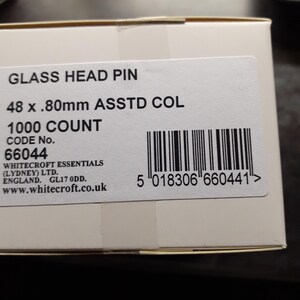 GLASS HEAD PIN
48 x .80mm ASSTD COL
1000 COUNT
CODE No.
66044
WHITECROFT ESSENTIALS
(LYDNEY) LTD.
ENGLAND. GL17 0DD.
www.whitecroft.co.uk
5 018306 660441 >